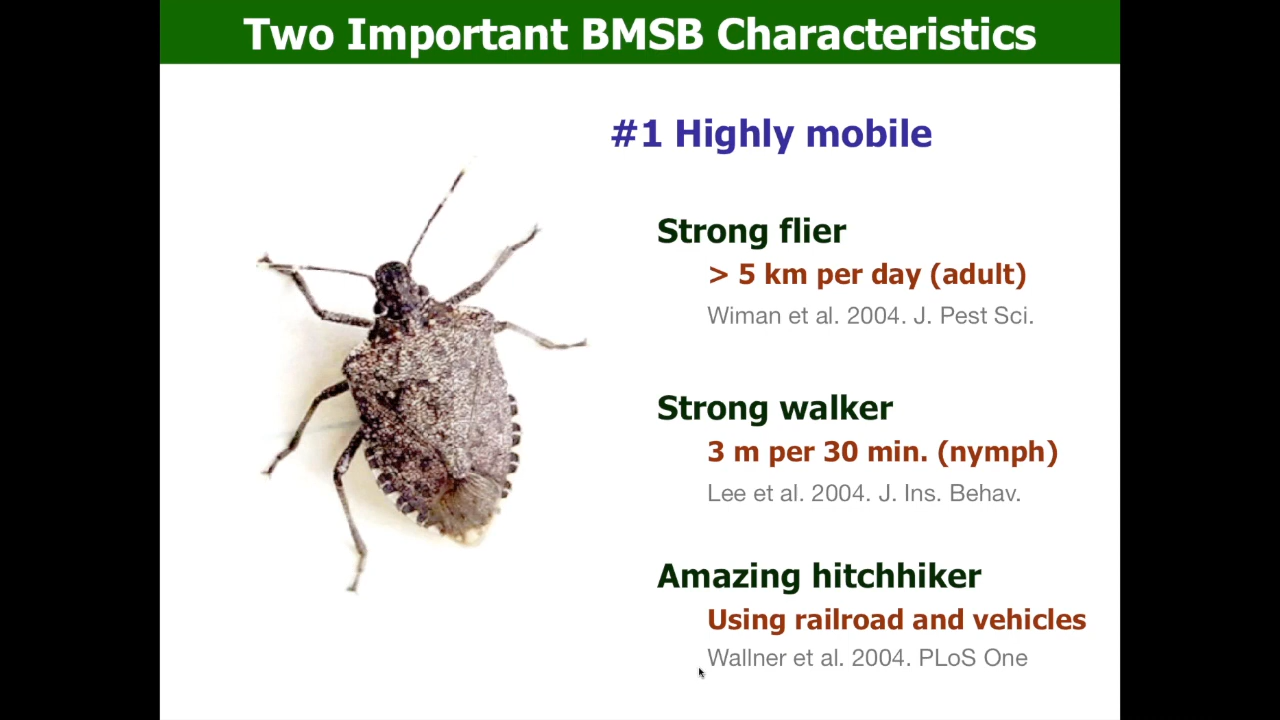 Two Important BMSB Characteristics
#1 Highly mobile
Strong flier
> 5 km per day (adult)
Wiman et al. 2004. J. Pest Sci.
Strong walker
3 m per 30 min. (nymph)
Lee et al. 2004. J. Ins. Behav.
Amazing hitchhiker
Using railroad and vehicles
Wallner et al. 2004. PLoS One